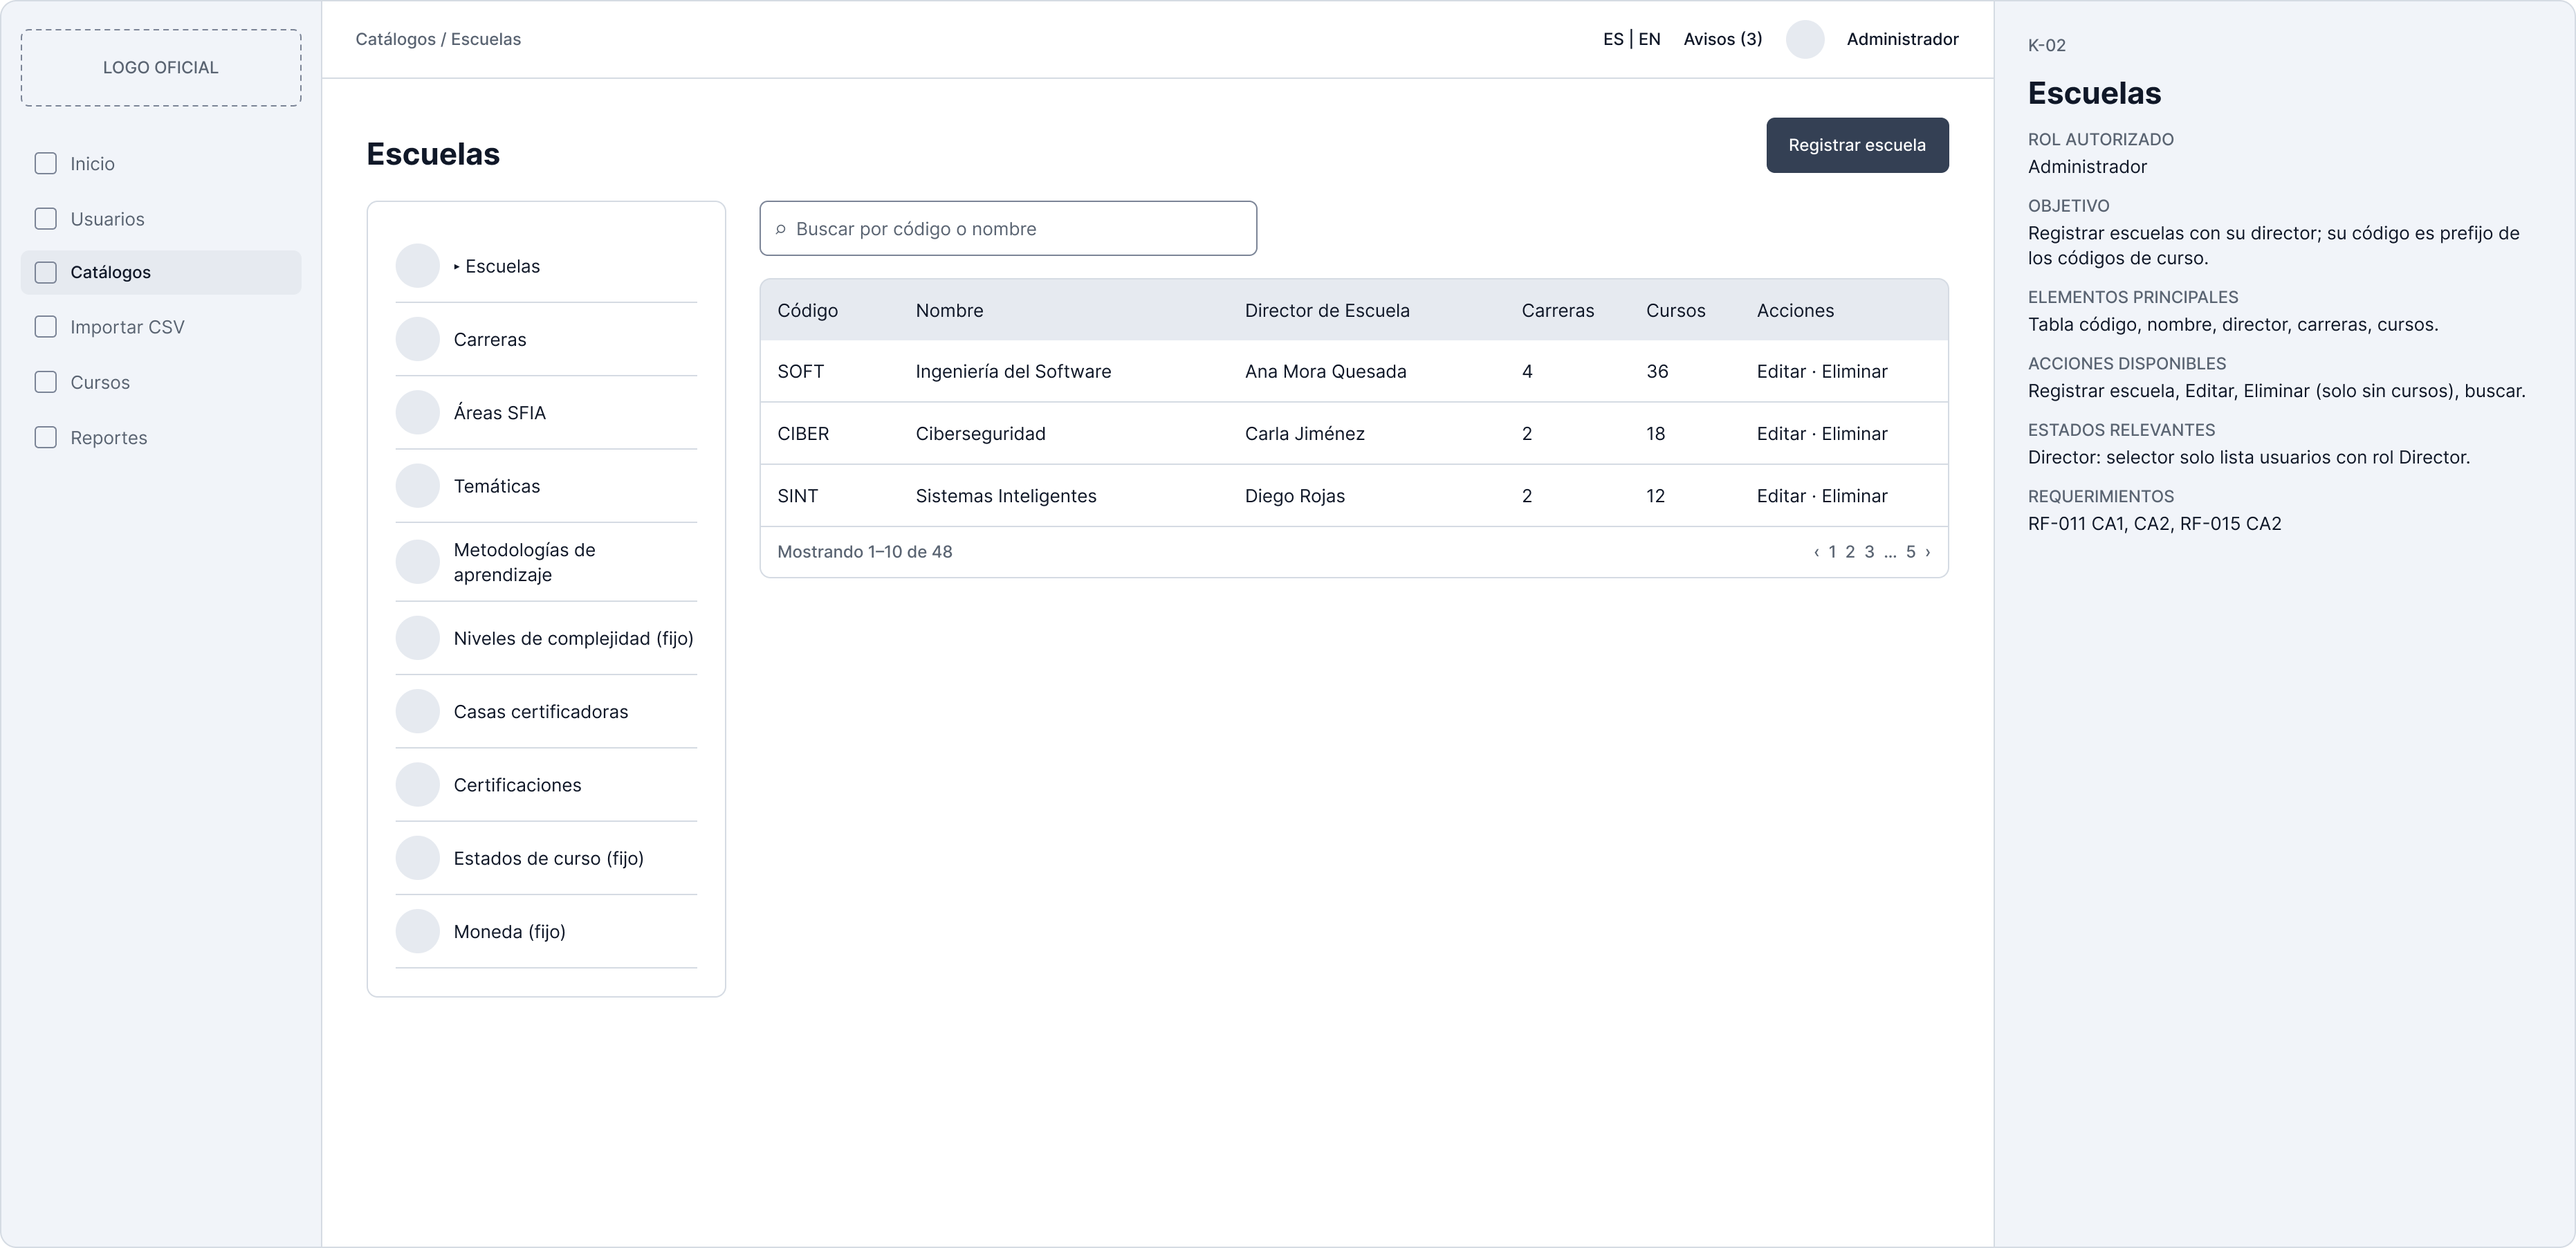 LOGO OFICIAL
Inicio
Usuarios
Catálogos
Importar CSV
Cursos
Reportes
Catálogos / Escuelas
ES | EN Avisos (3) Administrador
Escuelas
Registrar escuela
▸ Escuelas
Carreras
Áreas SFIA
Temáticas
Metodologías de
aprendizaje
Niveles de complejidad (fijo)
Casas certificadoras
Certificaciones
Estados de curso (fijo)
Moneda (fijo)
⌕ Buscar por código o nombre
Código Nombre Director de Escuela Carreras Cursos Acciones
SOFT Ingeniería del Software Ana Mora Quesada 4 36 Editar · Eliminar
CIBER Ciberseguridad Carla Jiménez 2 18 Editar · Eliminar
SINT Sistemas Inteligentes Diego Rojas 2 12 Editar · Eliminar
Mostrando 1–10 de 48 ‹ 1 2 3 … 5 ›
K-02
Escuelas
ROL AUTORIZADO
Administrador
OBJETIVO
Registrar escuelas con su director; su código es prefijo de
los códigos de curso.
ELEMENTOS PRINCIPALES
Tabla código, nombre, director, carreras, cursos.
ACCIONES DISPONIBLES
Registrar escuela, Editar, Eliminar (solo sin cursos), buscar.
ESTADOS RELEVANTES
Director: selector solo lista usuarios con rol Director.
REQUERIMIENTOS
RF-011 CA1, CA2, RF-015 CA2